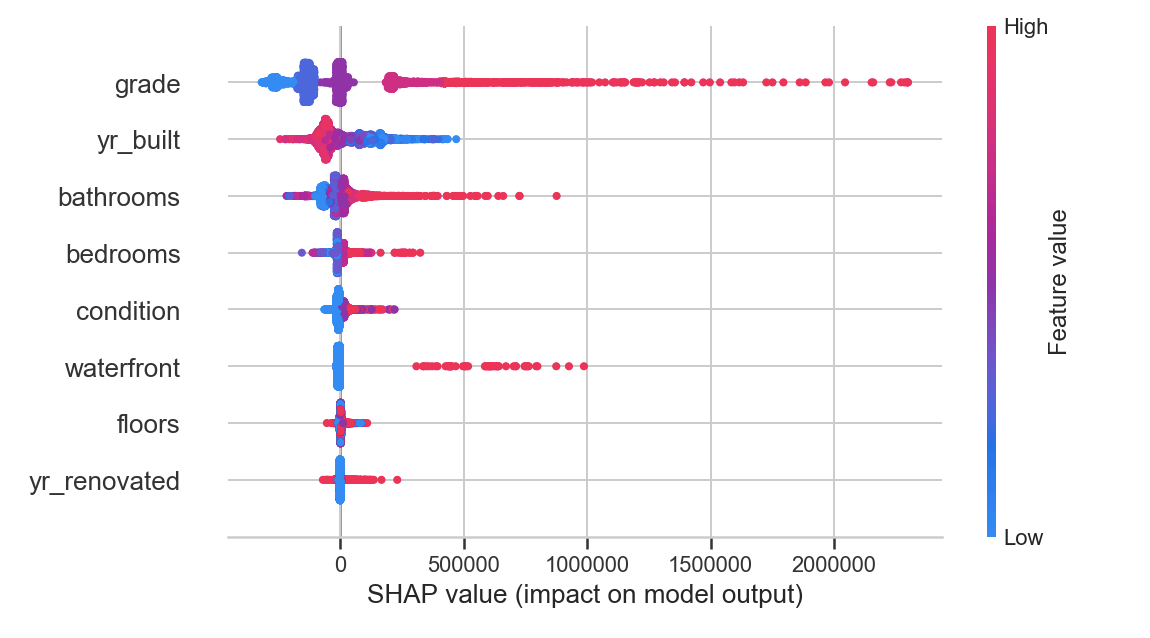 grade
yr_built
bathrooms
bedrooms
condition
waterfront
floors
yr_renovated
0 500000 1000000 1500000 2000000
SHAP value (impact on model output)
High
Feature value
Low